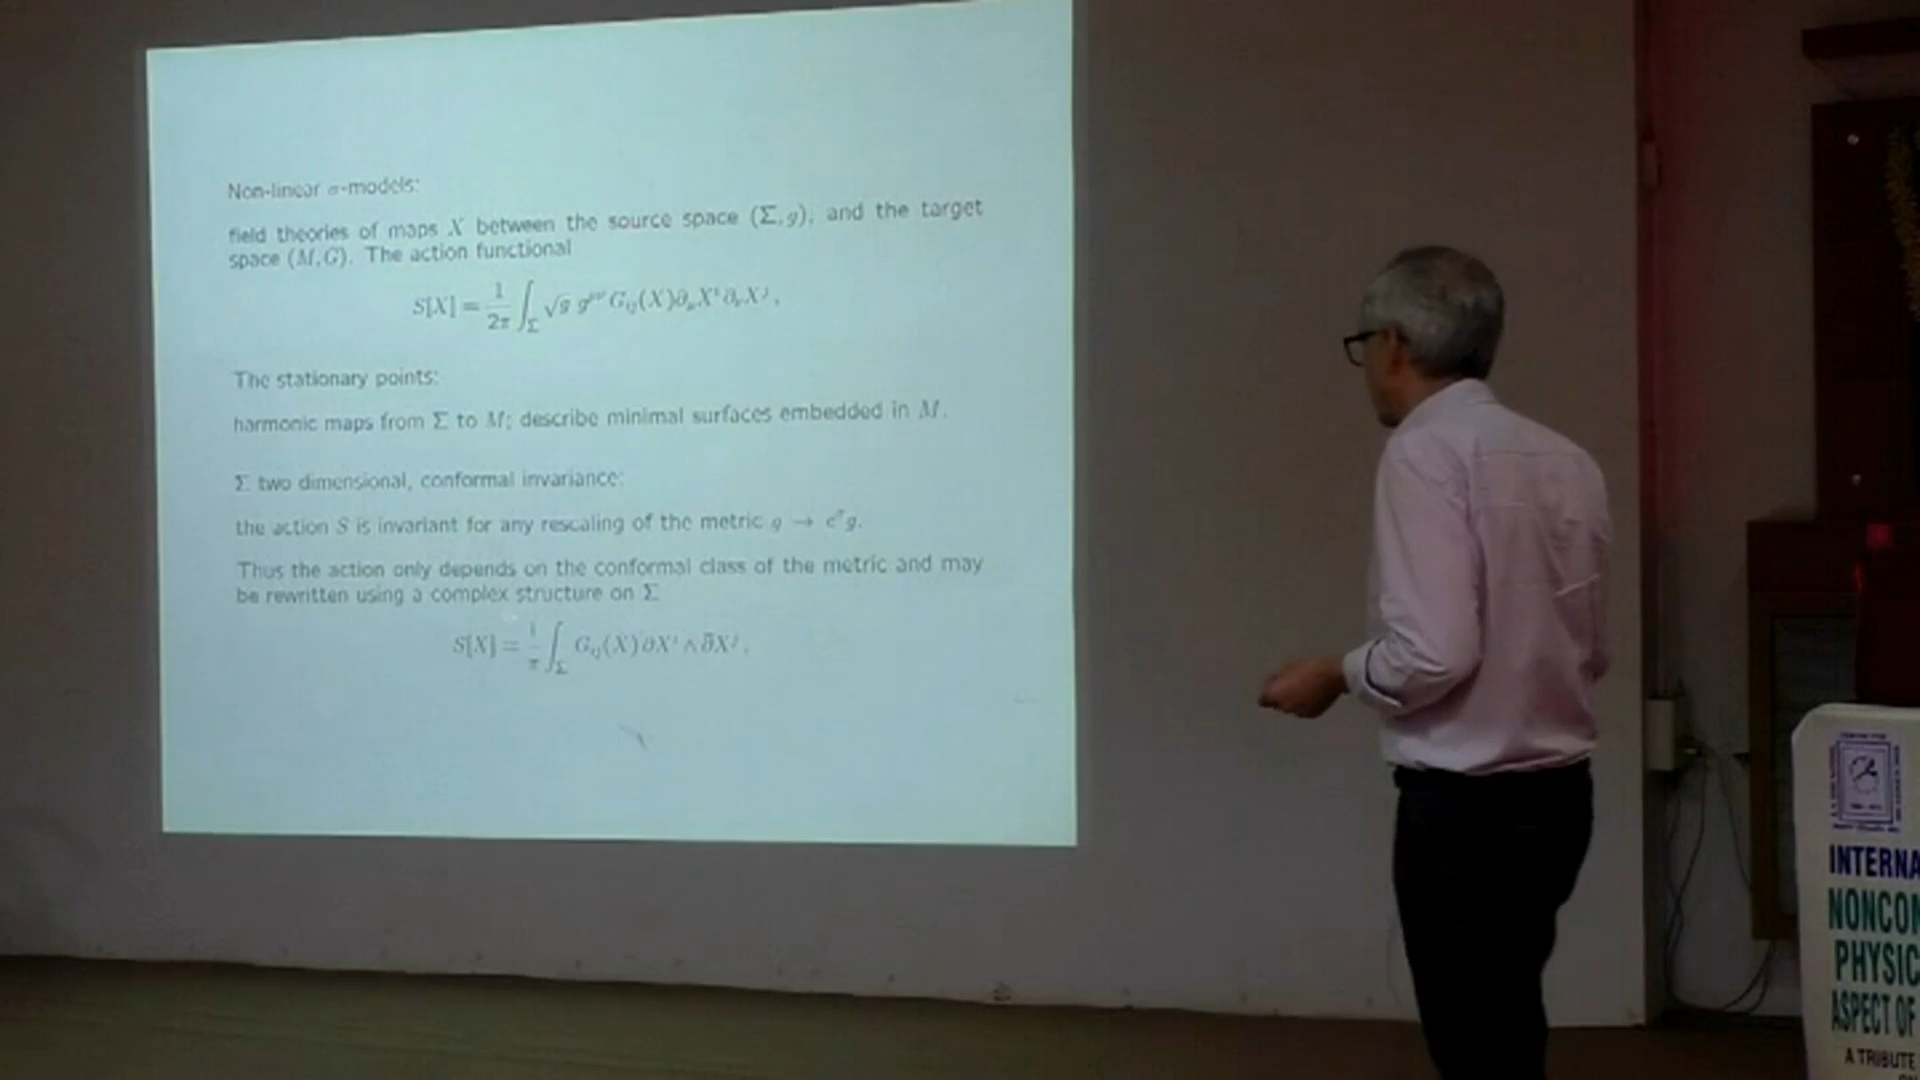 Non-linear σ-models:
field theories of maps X between the source space (Σ, g), and the target
space (M, G). The action functional
S[X] = 1/2π ∫_Σ √g g^{μν} G_{ij}(X)∂_μX^i ∂_νX^j ,
The stationary points:
harmonic maps from Σ to M; describe minimal surfaces embedded in M.
Σ two dimensional, conformal invariance:
the action S is invariant for any rescaling of the metric g → e^σ g.
Thus the action only depends on the conformal class of the metric and may
be rewritten using a complex structure on Σ
S[X] = 1/π ∫_Σ G_{ij}(X) ∂X^i ∧ ∂̄X^j .
INTERNA
NONCOM
PHYSIC
ASPECT OF
A TRIBUTE